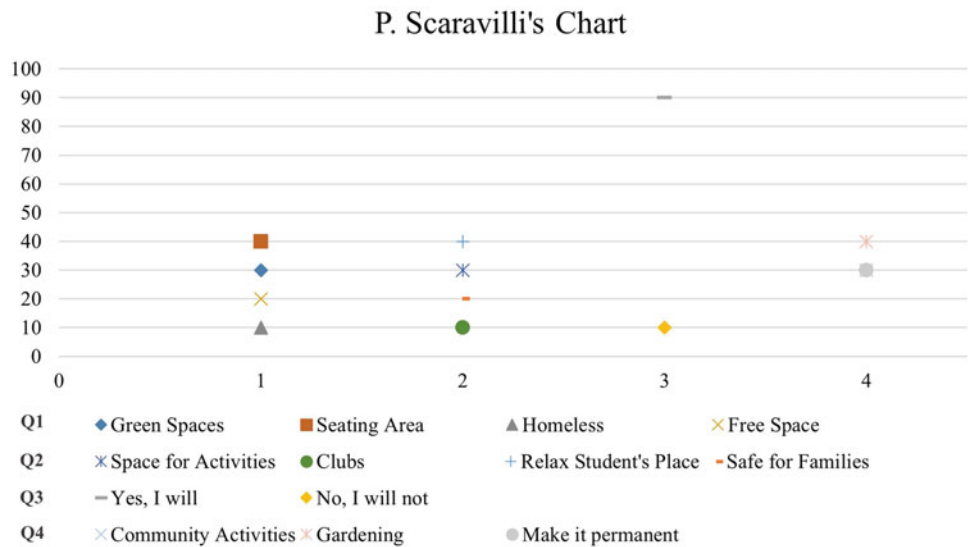 P. Scaravilli's Chart
100
90
80
70
60
50
40
30
20
10
0
0 1 2 3 4
Q1 Green Spaces Seating Area Homeless Free Space
Q2 Space for Activities Clubs Relax Student's Place Safe for Families
Q3 Yes, I will No, I will not
Q4 Community Activities Gardening Make it permanent